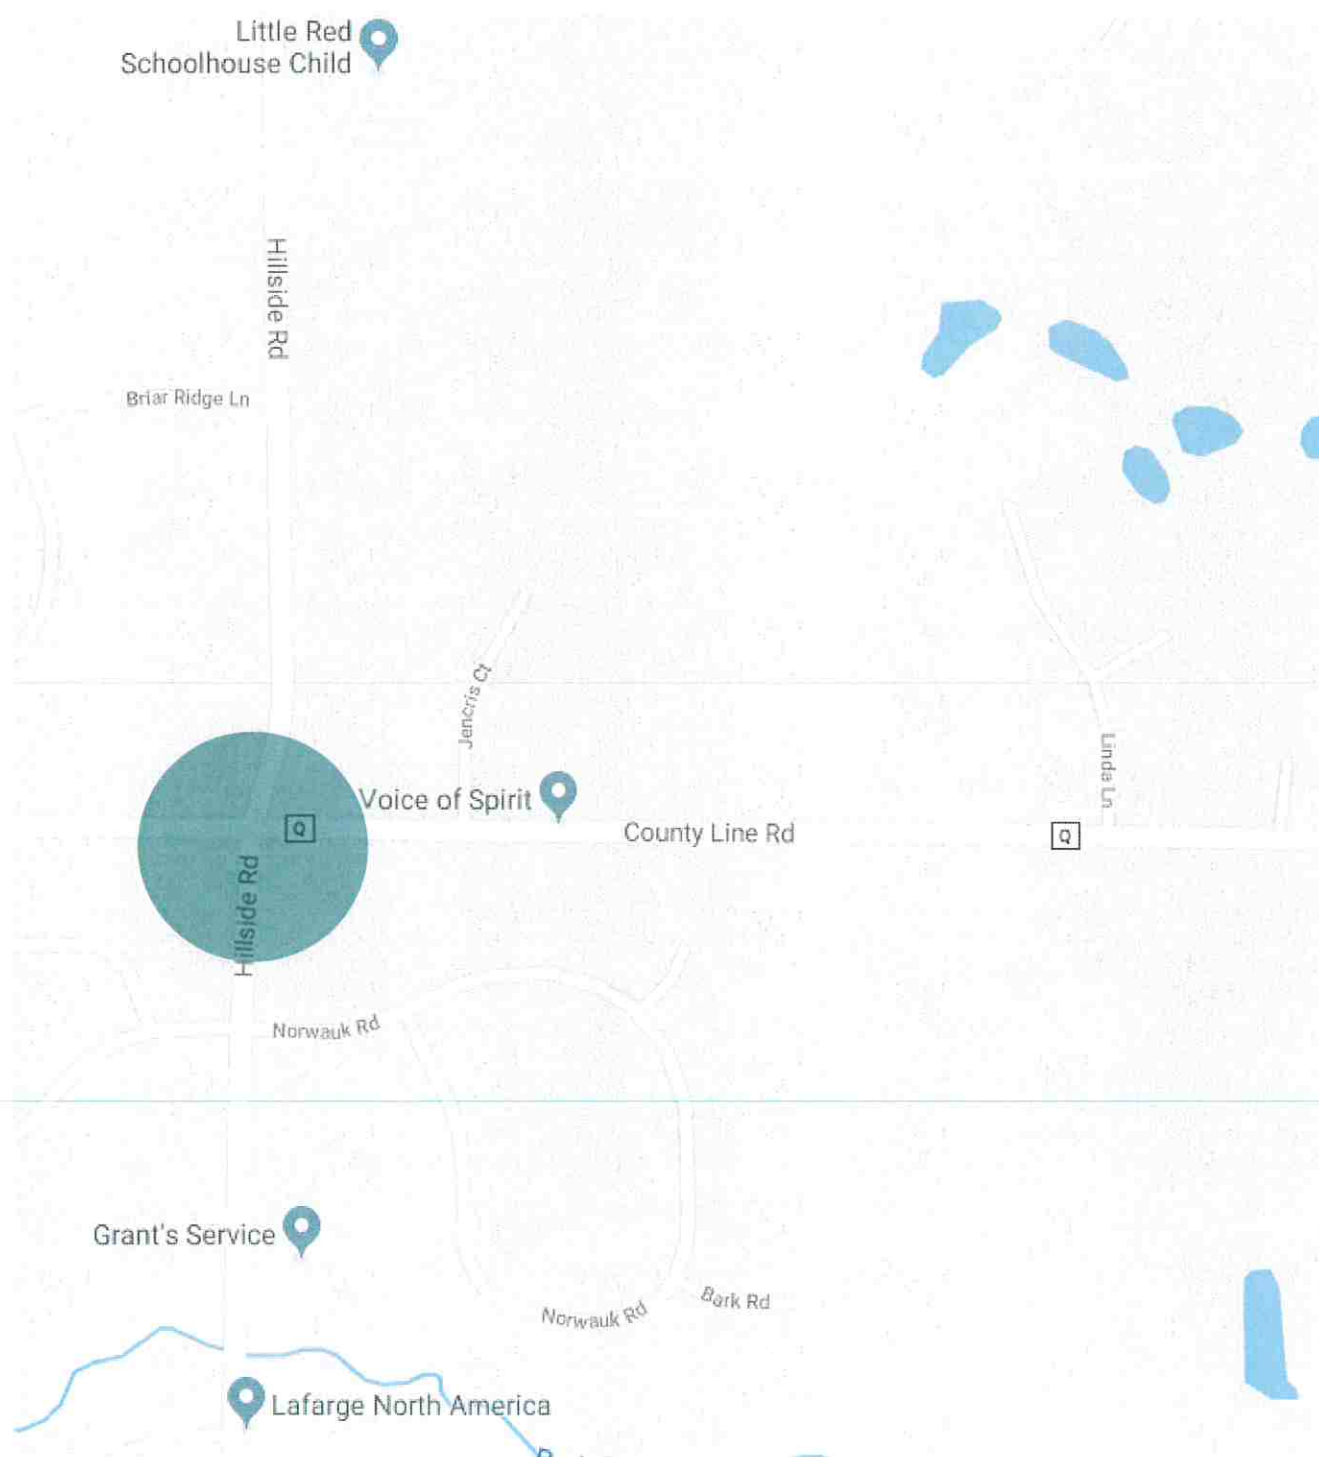 Little Red
Schoolhouse Child
Hillside Rd
Briar Ridge Ln
Jencris Ct
Linda Ln
Voice of Spirit
Q
County Line Rd
Q
Hillside Rd
Norwauk Rd
Grant's Service
Bark Rd
Norwauk Rd
Lafarge North America